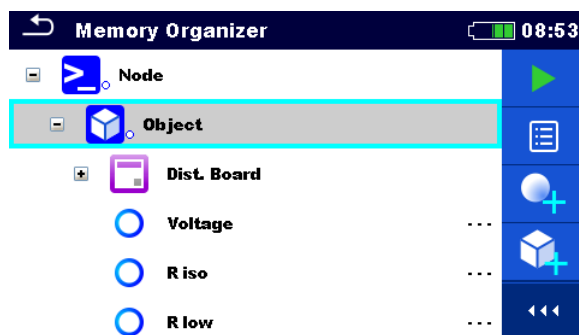 Memory Organizer 08:53
Node
Object
Dist. Board
Voltage ---
R iso ---
R low ---